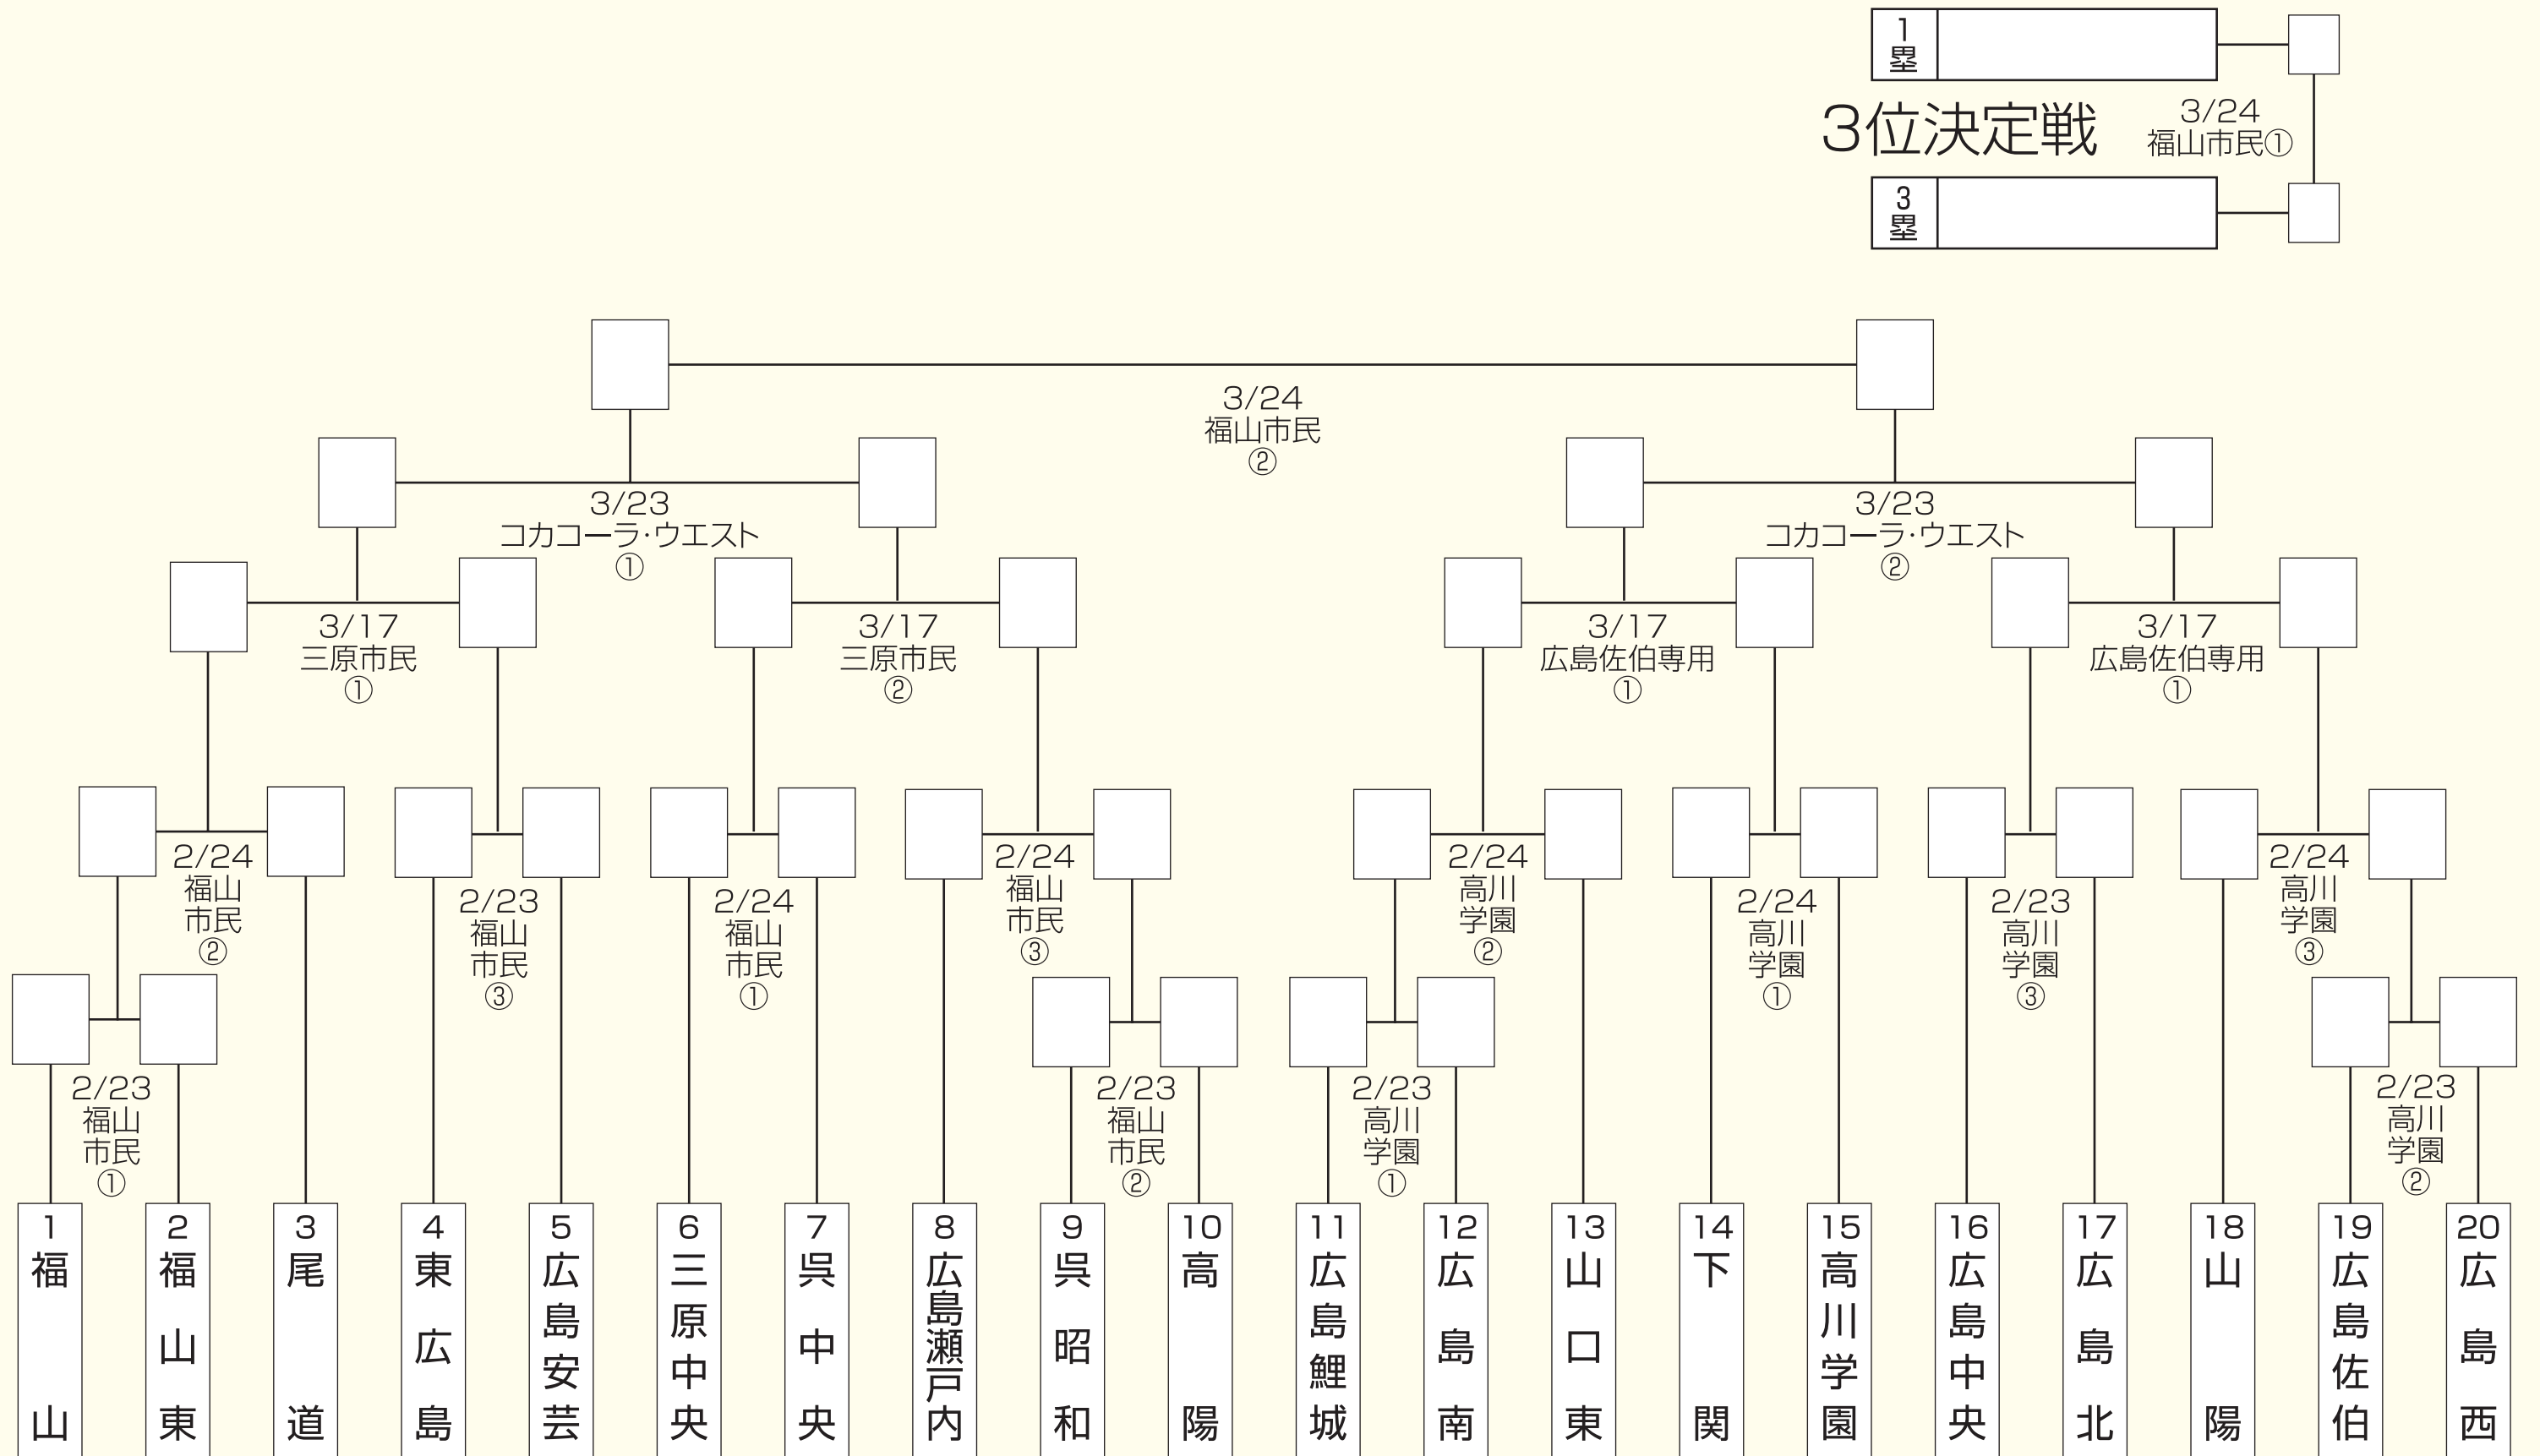 1塁
3位決定戦
3/24
福山市民①
3塁
3/24
福山市民
②
3/23
コカコーラ・ウエスト
①
3/23
コカコーラ・ウエスト
②
3/17
三原市民
①
3/17
三原市民
②
3/17
広島佐伯専用
①
3/17
広島佐伯専用
①
2/24
福山
市民
②
2/23
福山
市民
③
2/24
福山
市民
①
2/24
福山
市民
③
2/24
高川
学園
②
2/24
高川
学園
①
2/23
高川
学園
③
2/24
高川
学園
③
2/23
福山
市民
①
2/23
福山
市民
②
2/23
高川
学園
①
2/23
高川
学園
②
1 福山
2 福山東
3 尾道
4 東広島
5 広島安芸
6 三原中央
7 呉中央
8 広島瀬戸内
9 呉昭和
10 高陽
11 広島鯉城
12 広島南
13 山口東
14 下関
15 高川学園
16 広島中央
17 広島北
18 山陽
19 広島佐伯
20 広島西